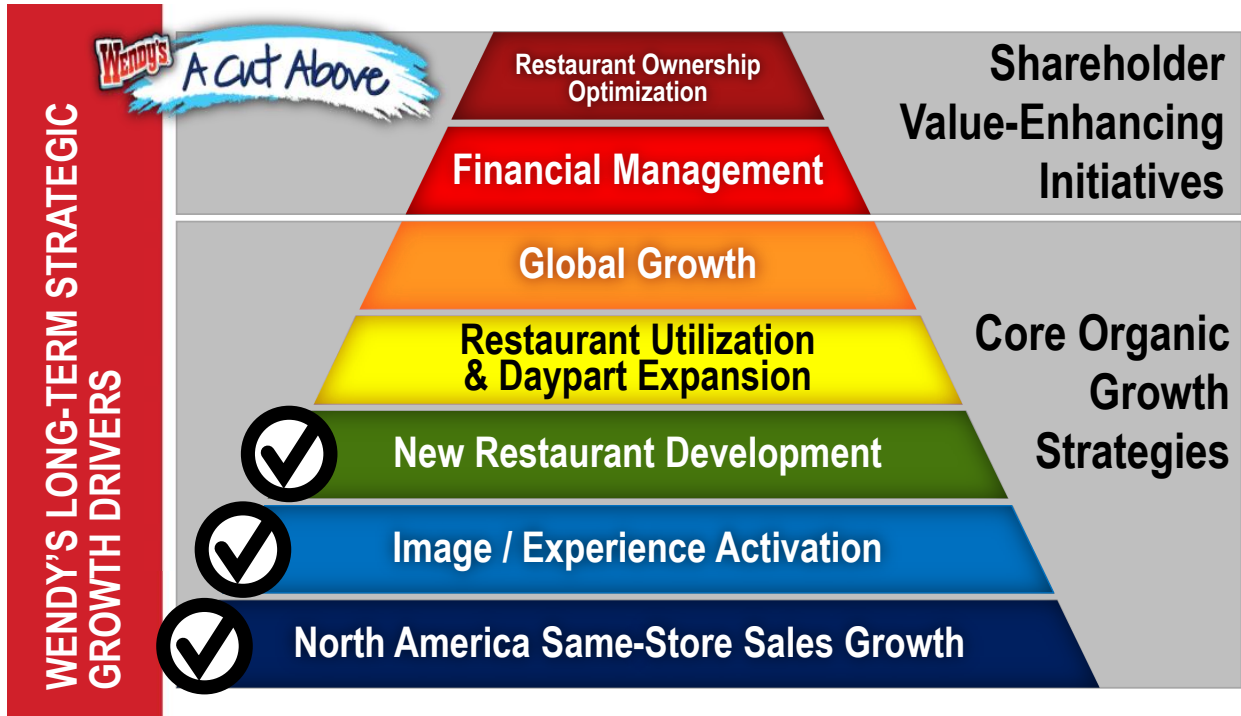 WENDY'S LONG-TERM STRATEGIC
GROWTH DRIVERS
Wendy's
A Cut Above
Restaurant Ownership
Optimization
Financial Management
Shareholder
Value-Enhancing
Initiatives
Global Growth
Restaurant Utilization
& Daypart Expansion
New Restaurant Development
Image / Experience Activation
North America Same-Store Sales Growth
Core Organic
Growth
Strategies